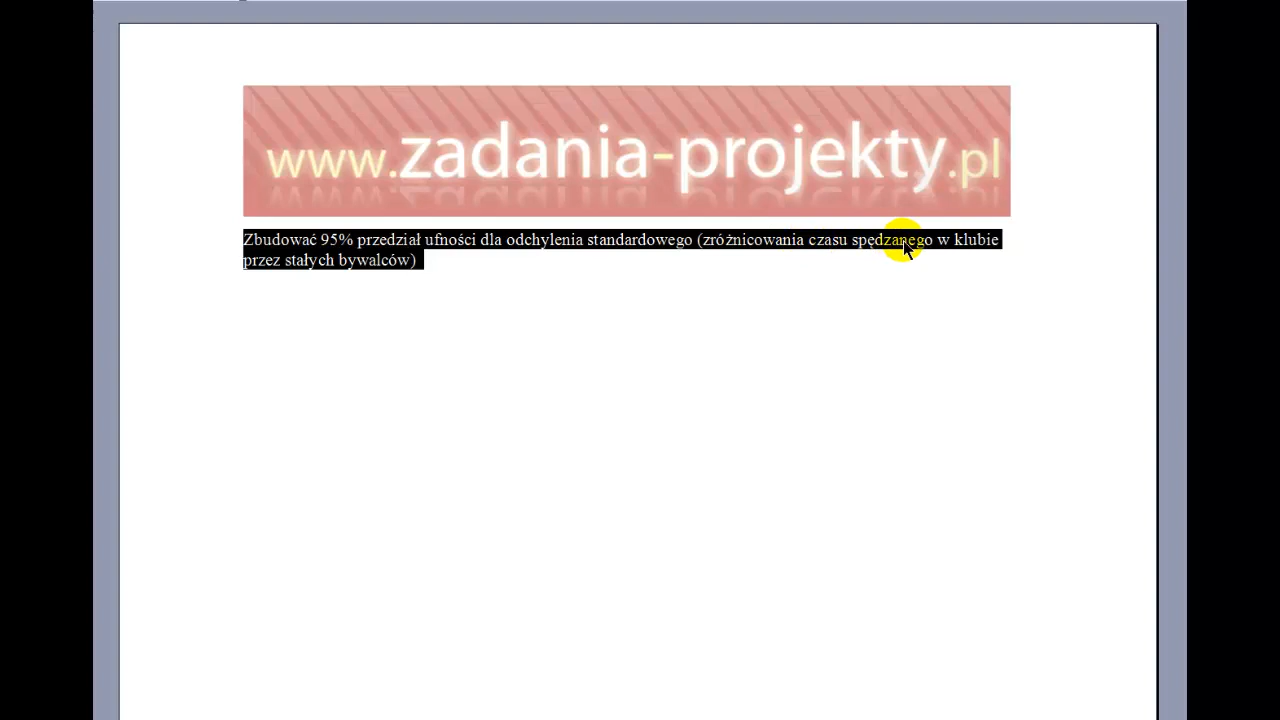 www.zadania-projekty.pl
Zbudować 95% przedział ufności dla odchylenia standardowego (zróżnicowania czasu spędzanego w klubie
przez stałych bywalców)